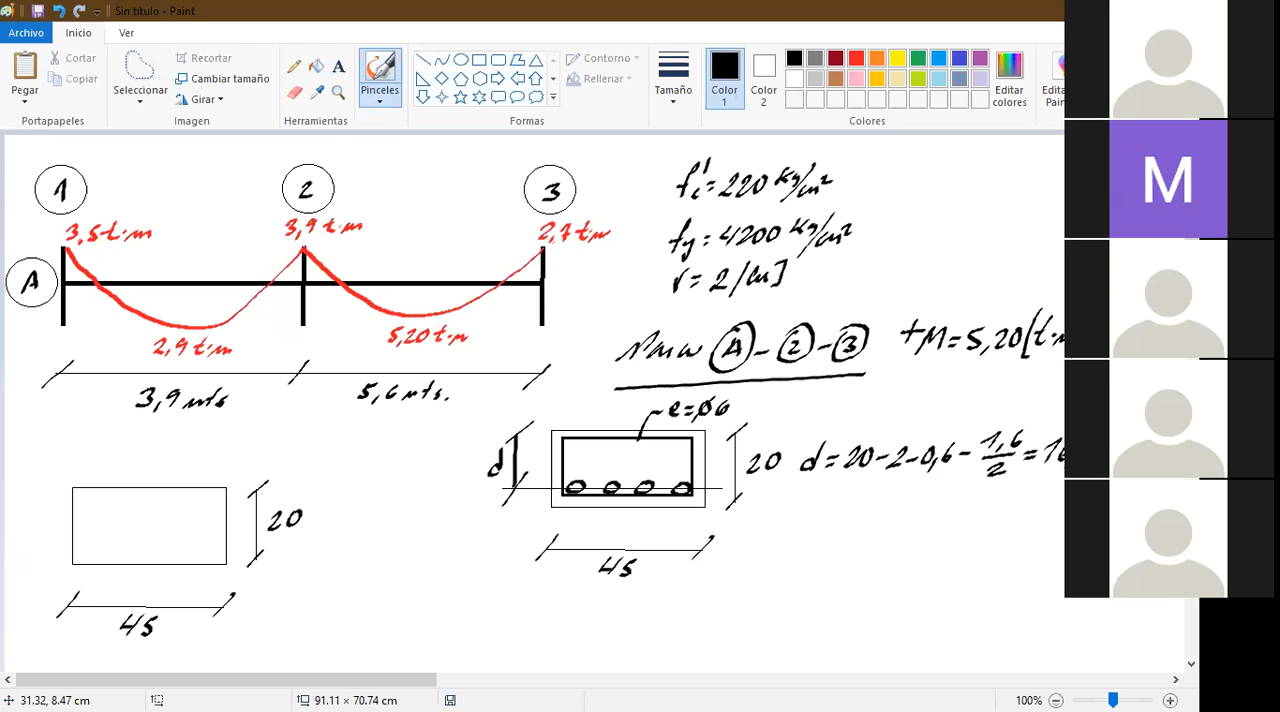 Sin título - Paint
Archivo Inicio Ver
Pegar
Cortar
Copiar
Portapapeles
Seleccionar
Recortar
Cambiar tamaño
Girar
Imagen
A
Herramientas
Pinceles
Contorno
Rellenar
Formas
Tamaño
Color 1
Color 2
Editar colores
Colores
1 2 3
3,5 t·m 3,9 t·m 2,7 t·m
A
2,9 t·m 5,20 t·m
3,9 mts 5,6 mts.
20
45
f'c = 220 Kg/cm²
fy = 4200 Kg/cm²
r = 2 [cm]
A - 2 - 3 +M = 5,20 [t·m
e = ø6
d
20
d = 20 - 2 - 0,6 - 1,6/2 =
45
M
31.32, 8.47 cm
91.11 × 70.74 cm
100%